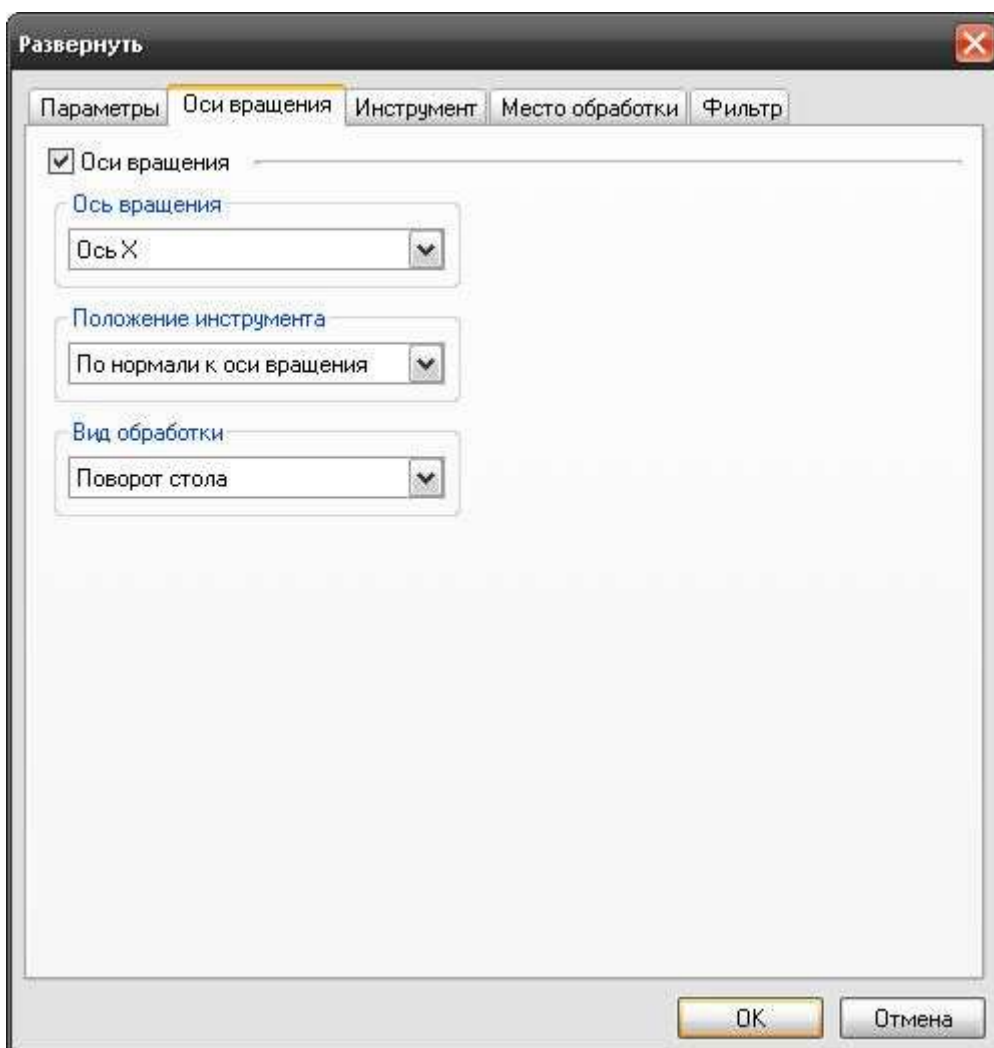 Развернуть
Параметры Оси вращения Инструмент Место обработки Фильтр
Оси вращения
Ось вращения
Ось X
Положение инструмента
По нормали к оси вращения
Вид обработки
Поворот стола
OK Отмена